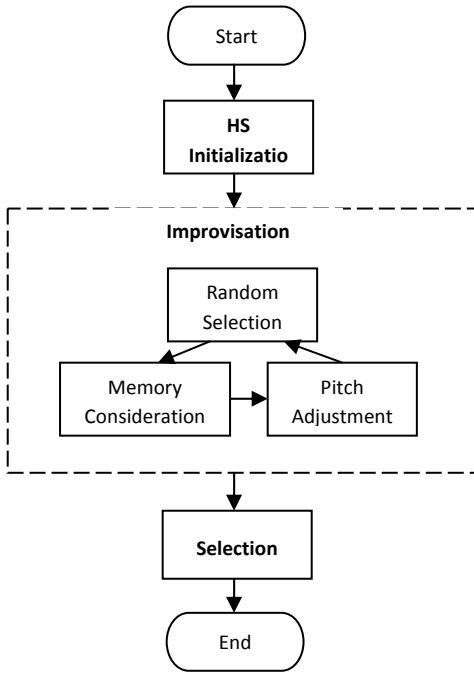 Start
HS
Initializatio
Improvisation
Random
Selection
Memory
Consideration
Pitch
Adjustment
Selection
End